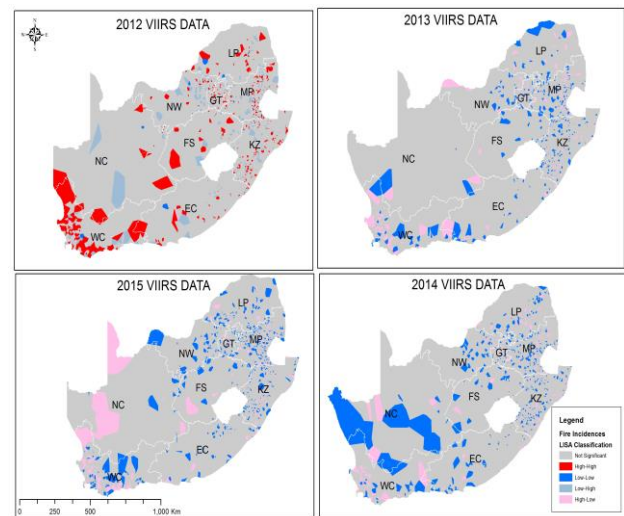 2012 VIIRS DATA
N
LP
MP
NW
GT
FS
KZ
NC
EC
WC
2013 VIIRS DATA
LP
MP
GT
NW
FS
KZ
NC
EC
WC
2015 VIIRS DATA
LP
MP
GT
NW
FS
KZ
NC
EC
WC
0 250 500 1,000 Km
2014 VIIRS DATA
LP
MP
GT
NW
FS
KZ
NC
EC
WC
Legend
Fire Incidences
LISA Classification
Not Significant
High-High
Low-Low
Low-High
High-Low